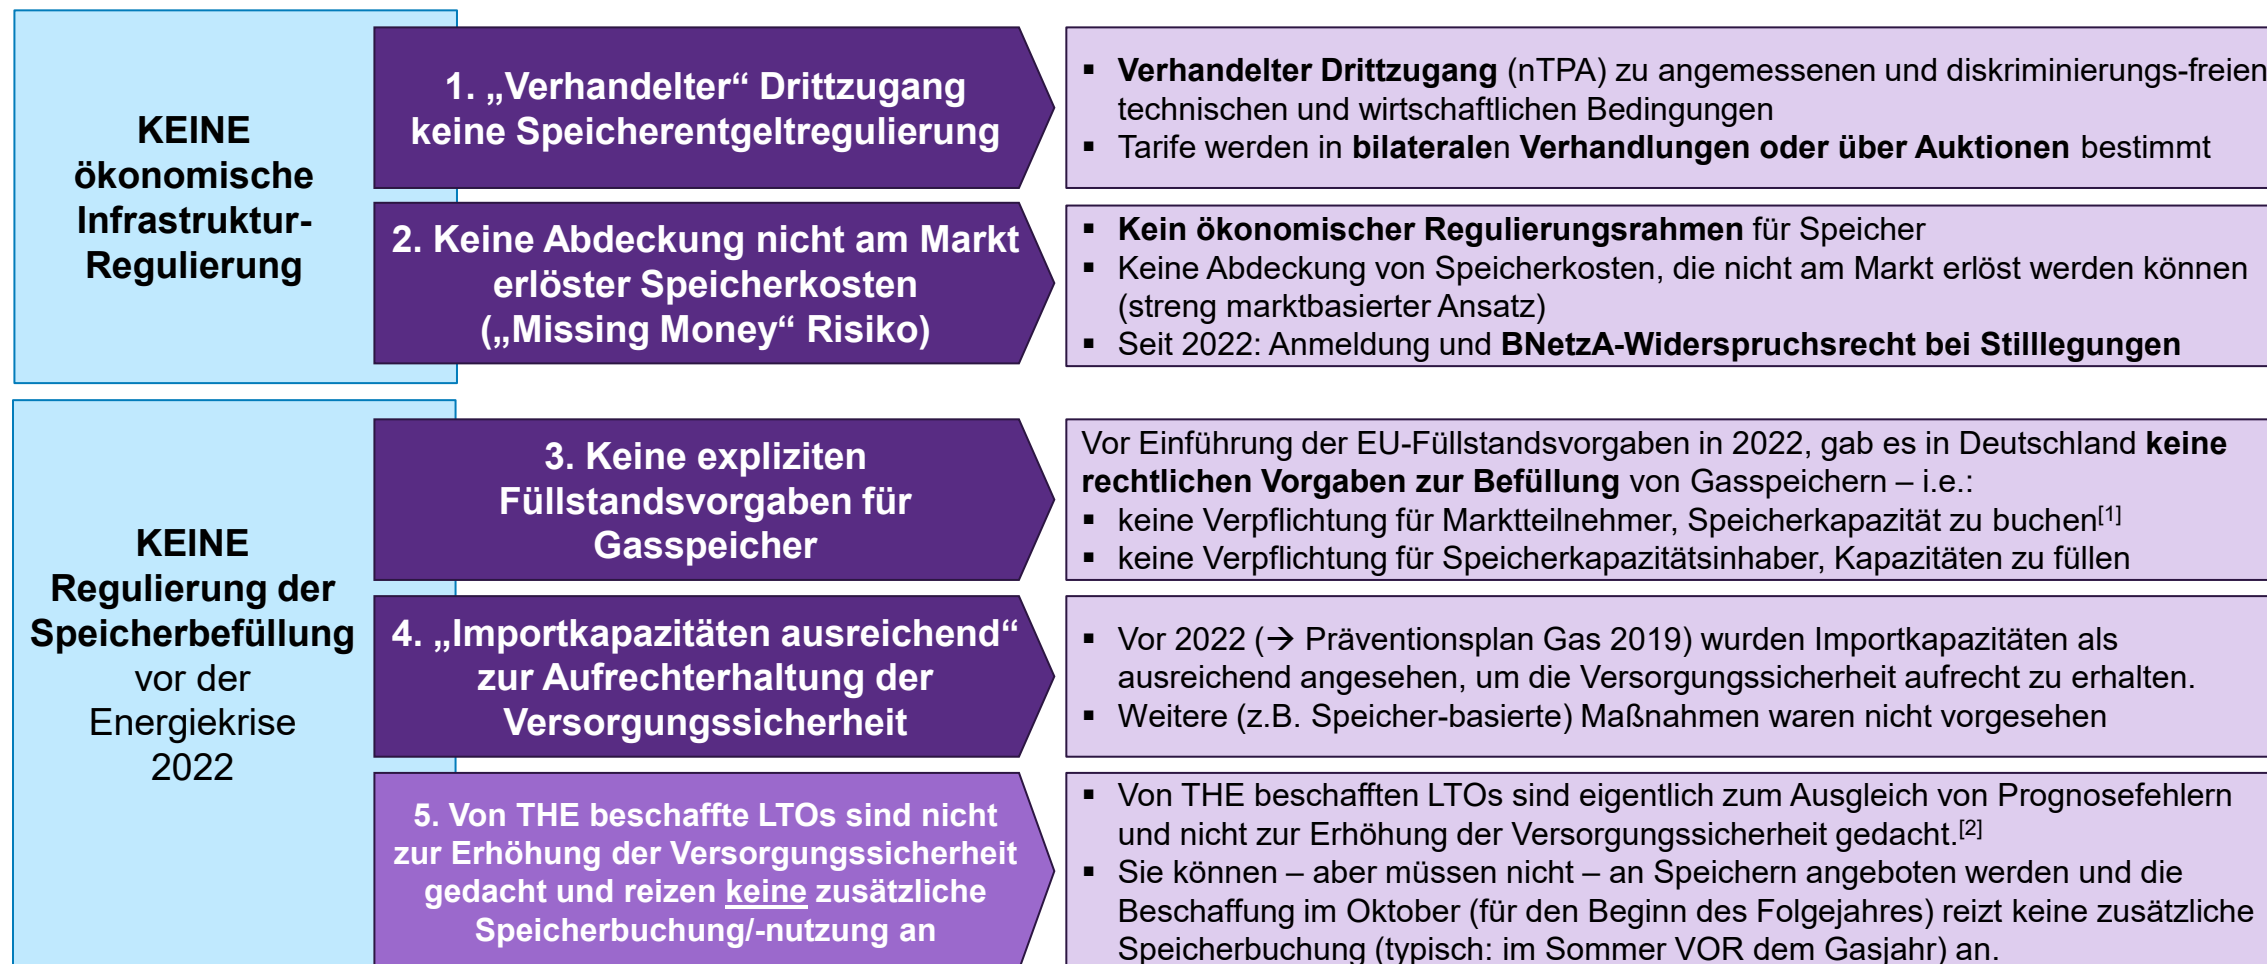 KEINE
ökonomische
Infrastruktur-
Regulierung
1. „Verhandelter“ Drittzugang
keine Speicherentgeltregulierung
▪ Verhandelter Drittzugang (nTPA) zu angemessenen und diskriminierungs-freien
technischen und wirtschaftlichen Bedingungen
▪ Tarife werden in bilateralen Verhandlungen oder über Auktionen bestimmt
2. Keine Abdeckung nicht am Markt
erlöster Speicherkosten
(„Missing Money“ Risiko)
▪ Kein ökonomischer Regulierungsrahmen für Speicher
▪ Keine Abdeckung von Speicherkosten, die nicht am Markt erlöst werden können
(streng marktbasierter Ansatz)
▪ Seit 2022: Anmeldung und BNetzA-Widerspruchsrecht bei Stilllegungen
KEINE
Regulierung der
Speicherbefüllung
vor der
Energiekrise
2022
3. Keine expliziten
Füllstandsvorgaben für
Gasspeicher
Vor Einführung der EU-Füllstandsvorgaben in 2022, gab es in Deutschland keine
rechtlichen Vorgaben zur Befüllung von Gasspeichern – i.e.:
▪ keine Verpflichtung für Marktteilnehmer, Speicherkapazität zu buchen[1]
▪ keine Verpflichtung für Speicherkapazitätsinhaber, Kapazitäten zu füllen
4. „Importkapazitäten ausreichend“
zur Aufrechterhaltung der
Versorgungssicherheit
▪ Vor 2022 (→ Präventionsplan Gas 2019) wurden Importkapazitäten als
ausreichend angesehen, um die Versorgungssicherheit aufrecht zu erhalten.
▪ Weitere (z.B. Speicher-basierte) Maßnahmen waren nicht vorgesehen
5. Von THE beschaffte LTOs sind nicht
zur Erhöhung der Versorgungssicherheit
gedacht und reizen keine zusätzliche
Speicherbuchung/-nutzung an
▪ Von THE beschafften LTOs sind eigentlich zum Ausgleich von Prognosefehlern
und nicht zur Erhöhung der Versorgungssicherheit gedacht.[2]
▪ Sie können – aber müssen nicht – an Speichern angeboten werden und die
Beschaffung im Oktober (für den Beginn des Folgejahres) reizt keine zusätzliche
Speicherbuchung (typisch: im Sommer VOR dem Gasjahr) an.